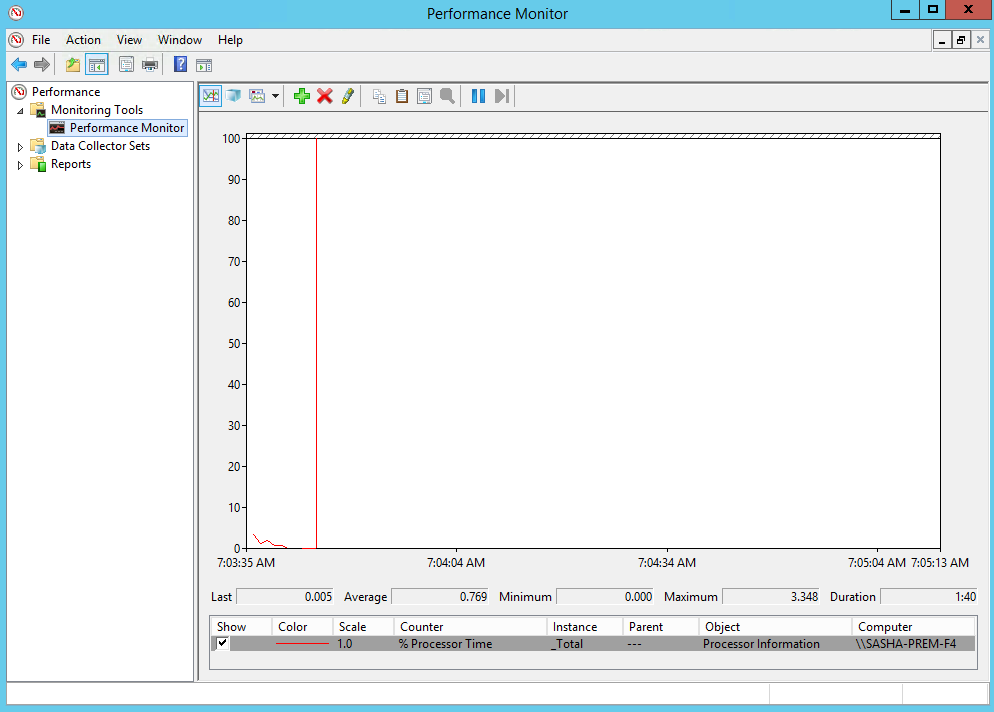 Performance Monitor
File Action View Window Help
Performance
Monitoring Tools
Performance Monitor
Data Collector Sets
Reports
100
90
80
70
60
50
40
30
20
10
0
7:03:35 AM 7:04:04 AM 7:04:34 AM 7:05:04 AM 7:05:13 AM
Last 0.005 Average 0.769 Minimum 0.000 Maximum 3.348 Duration 1:40
Show Color Scale Counter Instance Parent Object Computer
1.0 % Processor Time _Total --- Processor Information \\SASHA-PREM-F4